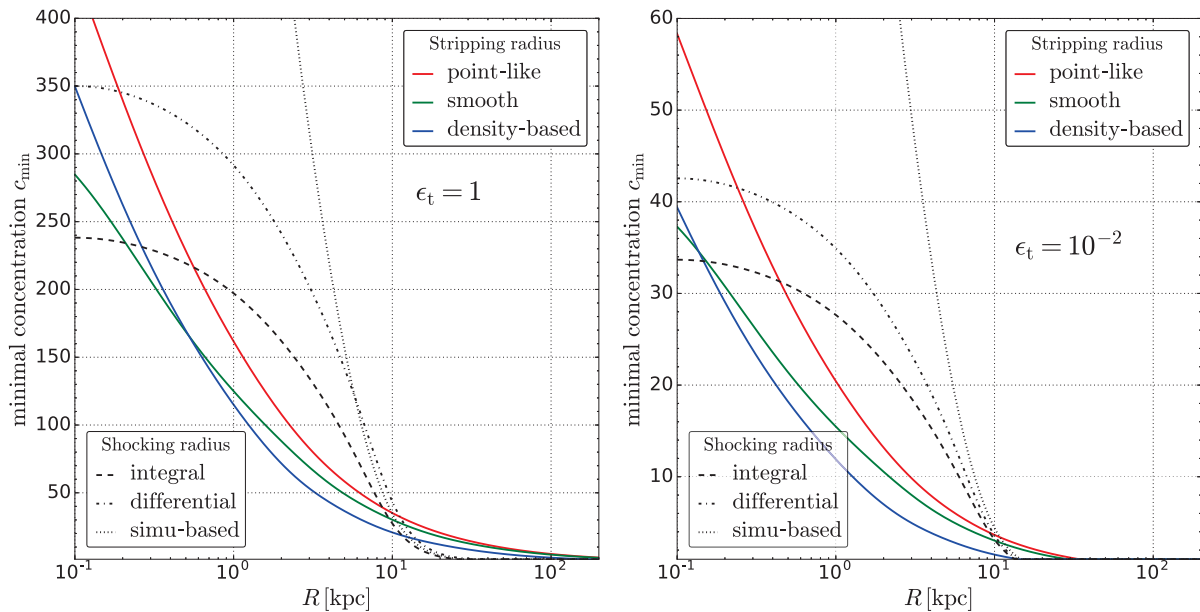 400
350
300
250
200
150
100
50
minimal concentration c_min
Stripping radius
point-like
smooth
density-based
ϵ_t = 1
Shocking radius
integral
differential
simu-based
10^-1
10^0
10^1
10^2
R [kpc]
60
50
40
30
20
10
minimal concentration c_min
Stripping radius
point-like
smooth
density-based
ϵ_t = 10^-2
Shocking radius
integral
differential
simu-based
10^-1
10^0
10^1
10^2
R [kpc]